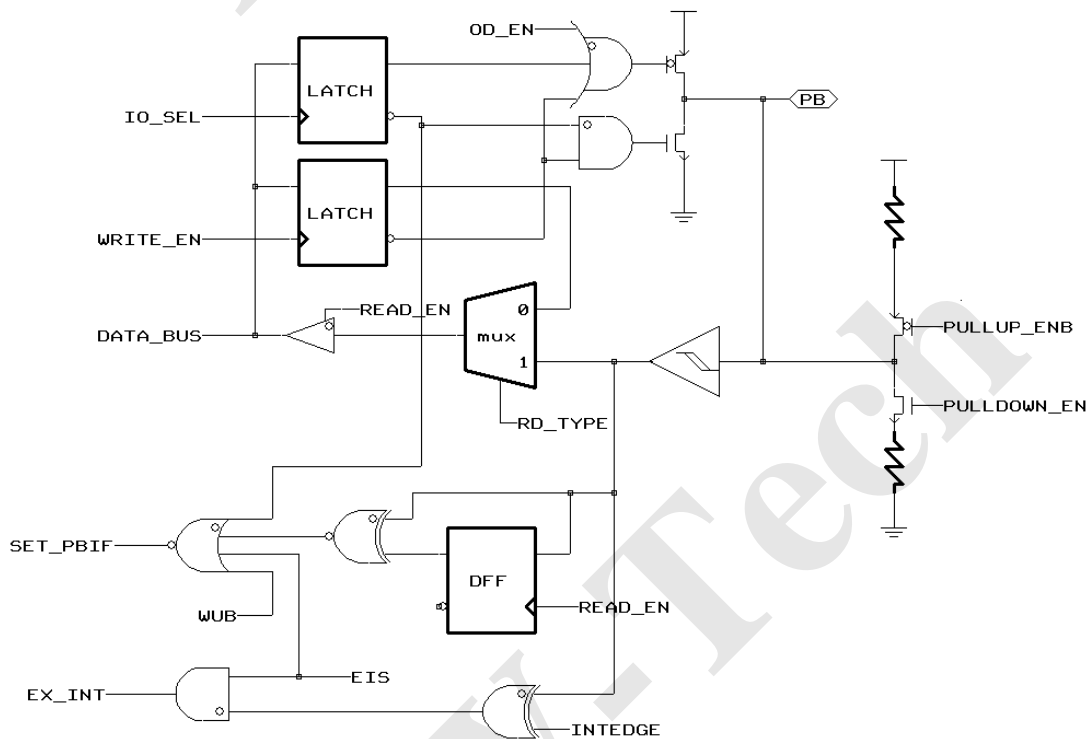 OD_EN
LATCH
PB
IO_SEL
LATCH
WRITE_EN
READ_EN
0
DATA_BUS
mux
PULLUP_ENB
1
PULLDOWN_EN
RD_TYPE
SET_PBIF
DFF
READ_EN
WUB
EIS
EX_INT
INTEDGE
-Tech